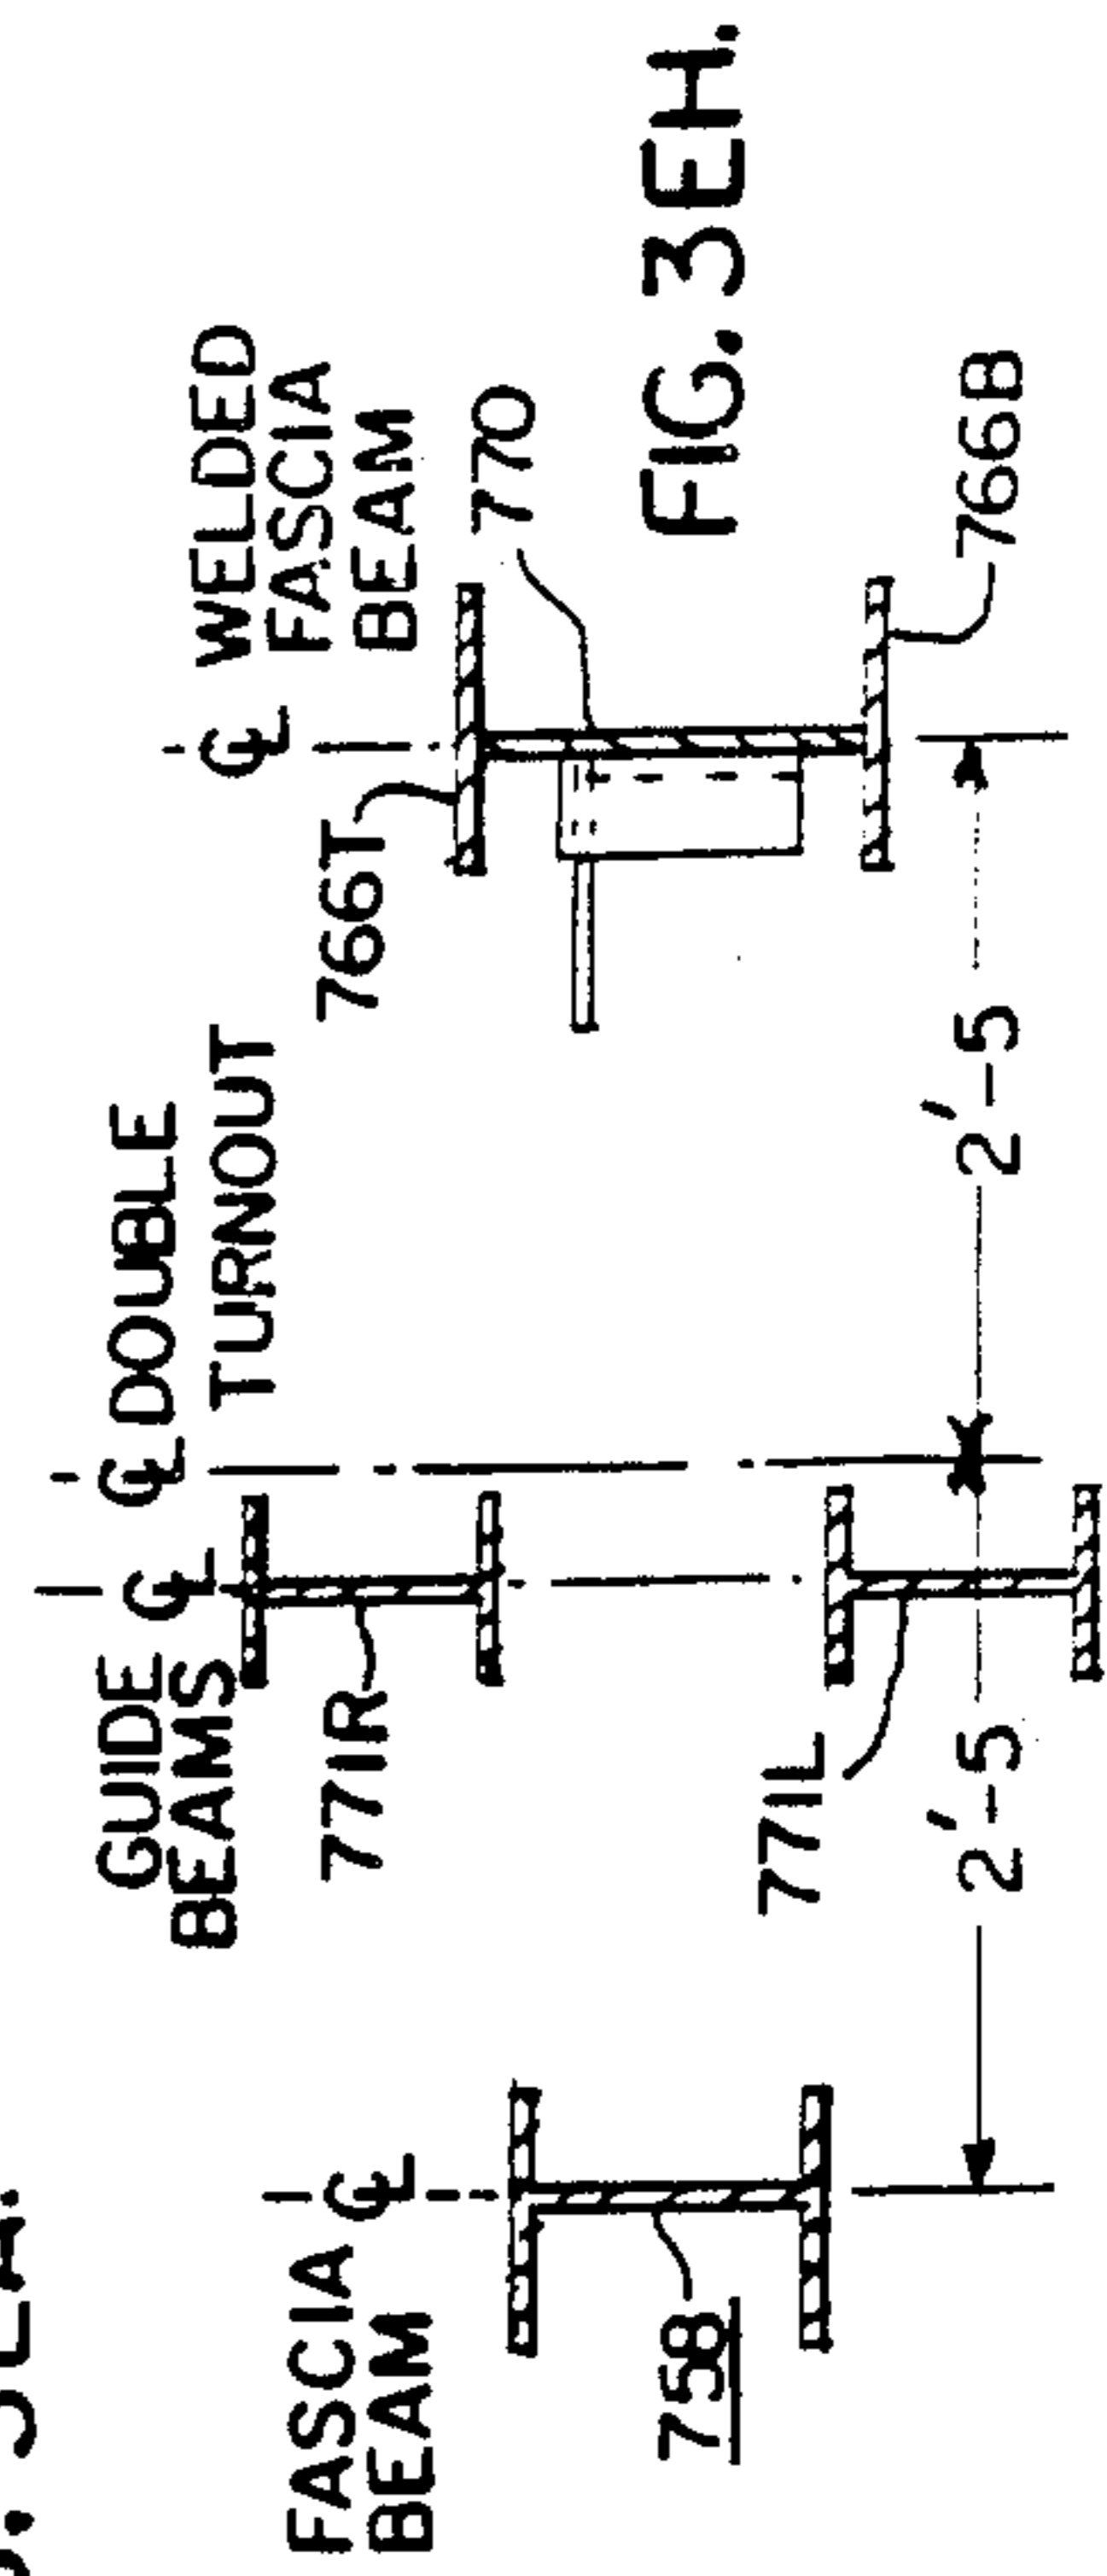 FASCIA
BEAM
℄
758
GUIDE
BEAMS
℄
771R
771L
℄ DOUBLE
TURNOUT
℄ WELDED
FASCIA
BEAM
766T
770
766B
2'-5
2'-5
FIG. 3EH.